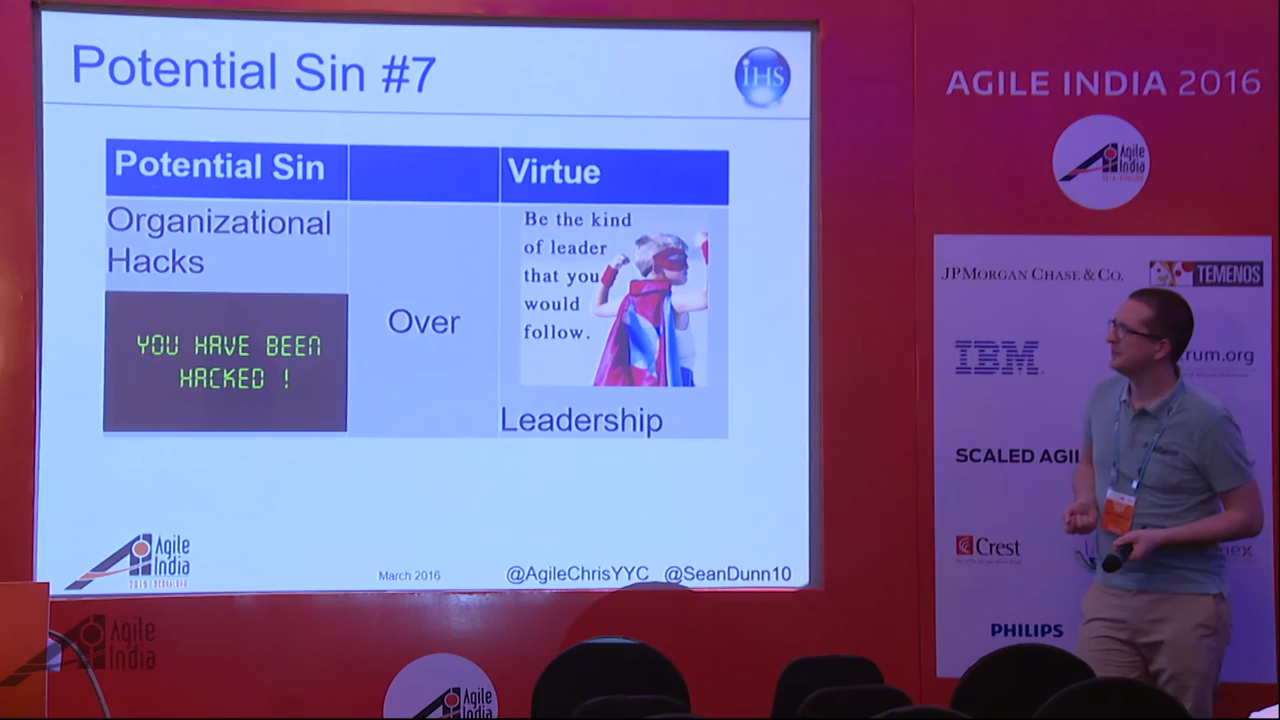 Potential Sin #7
IHS
Potential Sin
Virtue
Organizational
Hacks
YOU HAVE BEEN
HACKED !
Over
Be the kind
of leader
that you
would
follow.
Leadership
Agile
India
March 2016
@AgileChrisYYC @SeanDunn10
AGILE INDIA 2016
Agile
India
JPMORGAN CHASE & CO.
TEMENOS
IBM
crum.org
SCALED AGIL
Crest
ex
PHILIPS
Agile
India
Agile
India